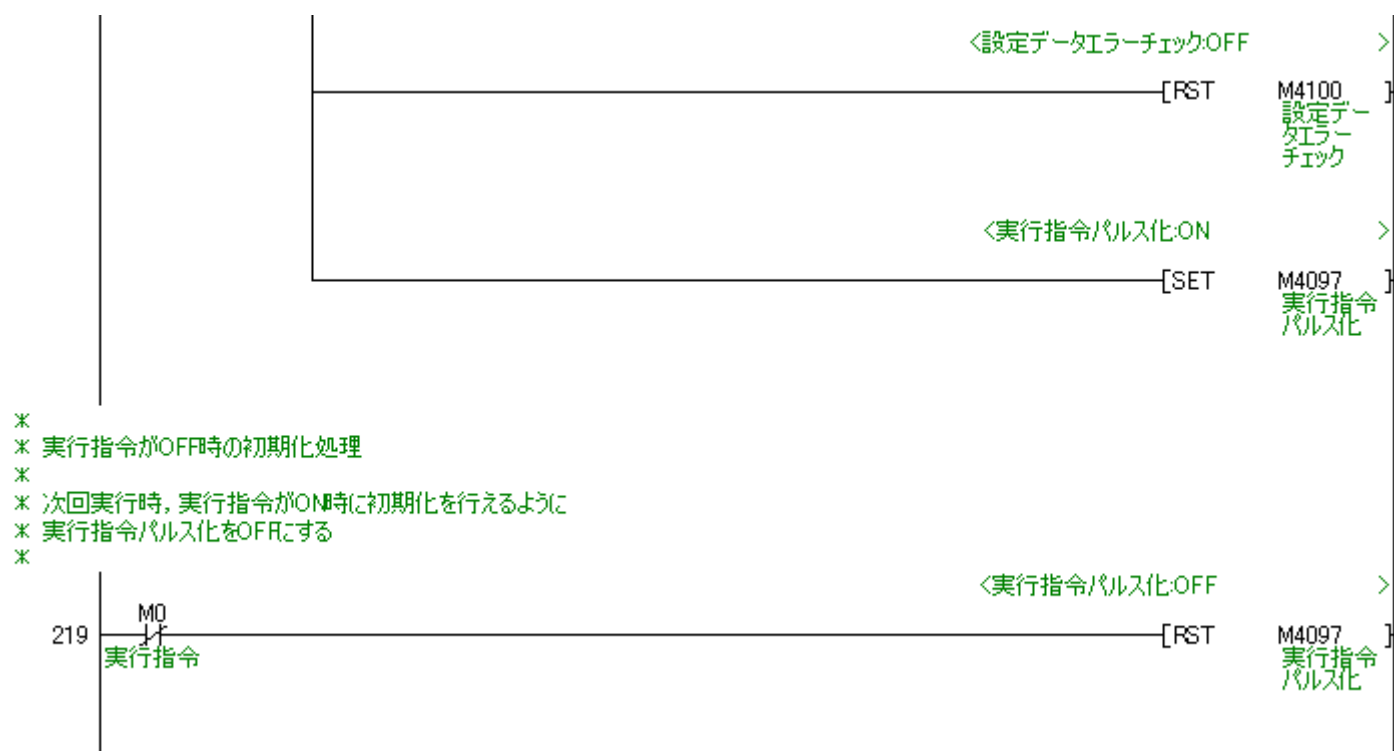 <設定データエラーチェック:OFF >
[RST M4100 ]
設定デー
タエラー
チェック
<実行指令パルス化:ON >
[SET M4097 ]
実行指令
パルス化
*
* 実行指令がOFF時の初期化処理
*
* 次回実行時,実行指令がON時に初期化を行えるように
* 実行指令パルス化をOFFにする
*
<実行指令パルス化:OFF >
M0
219 [RST M4097 ]
実行指令
実行指令
パルス化